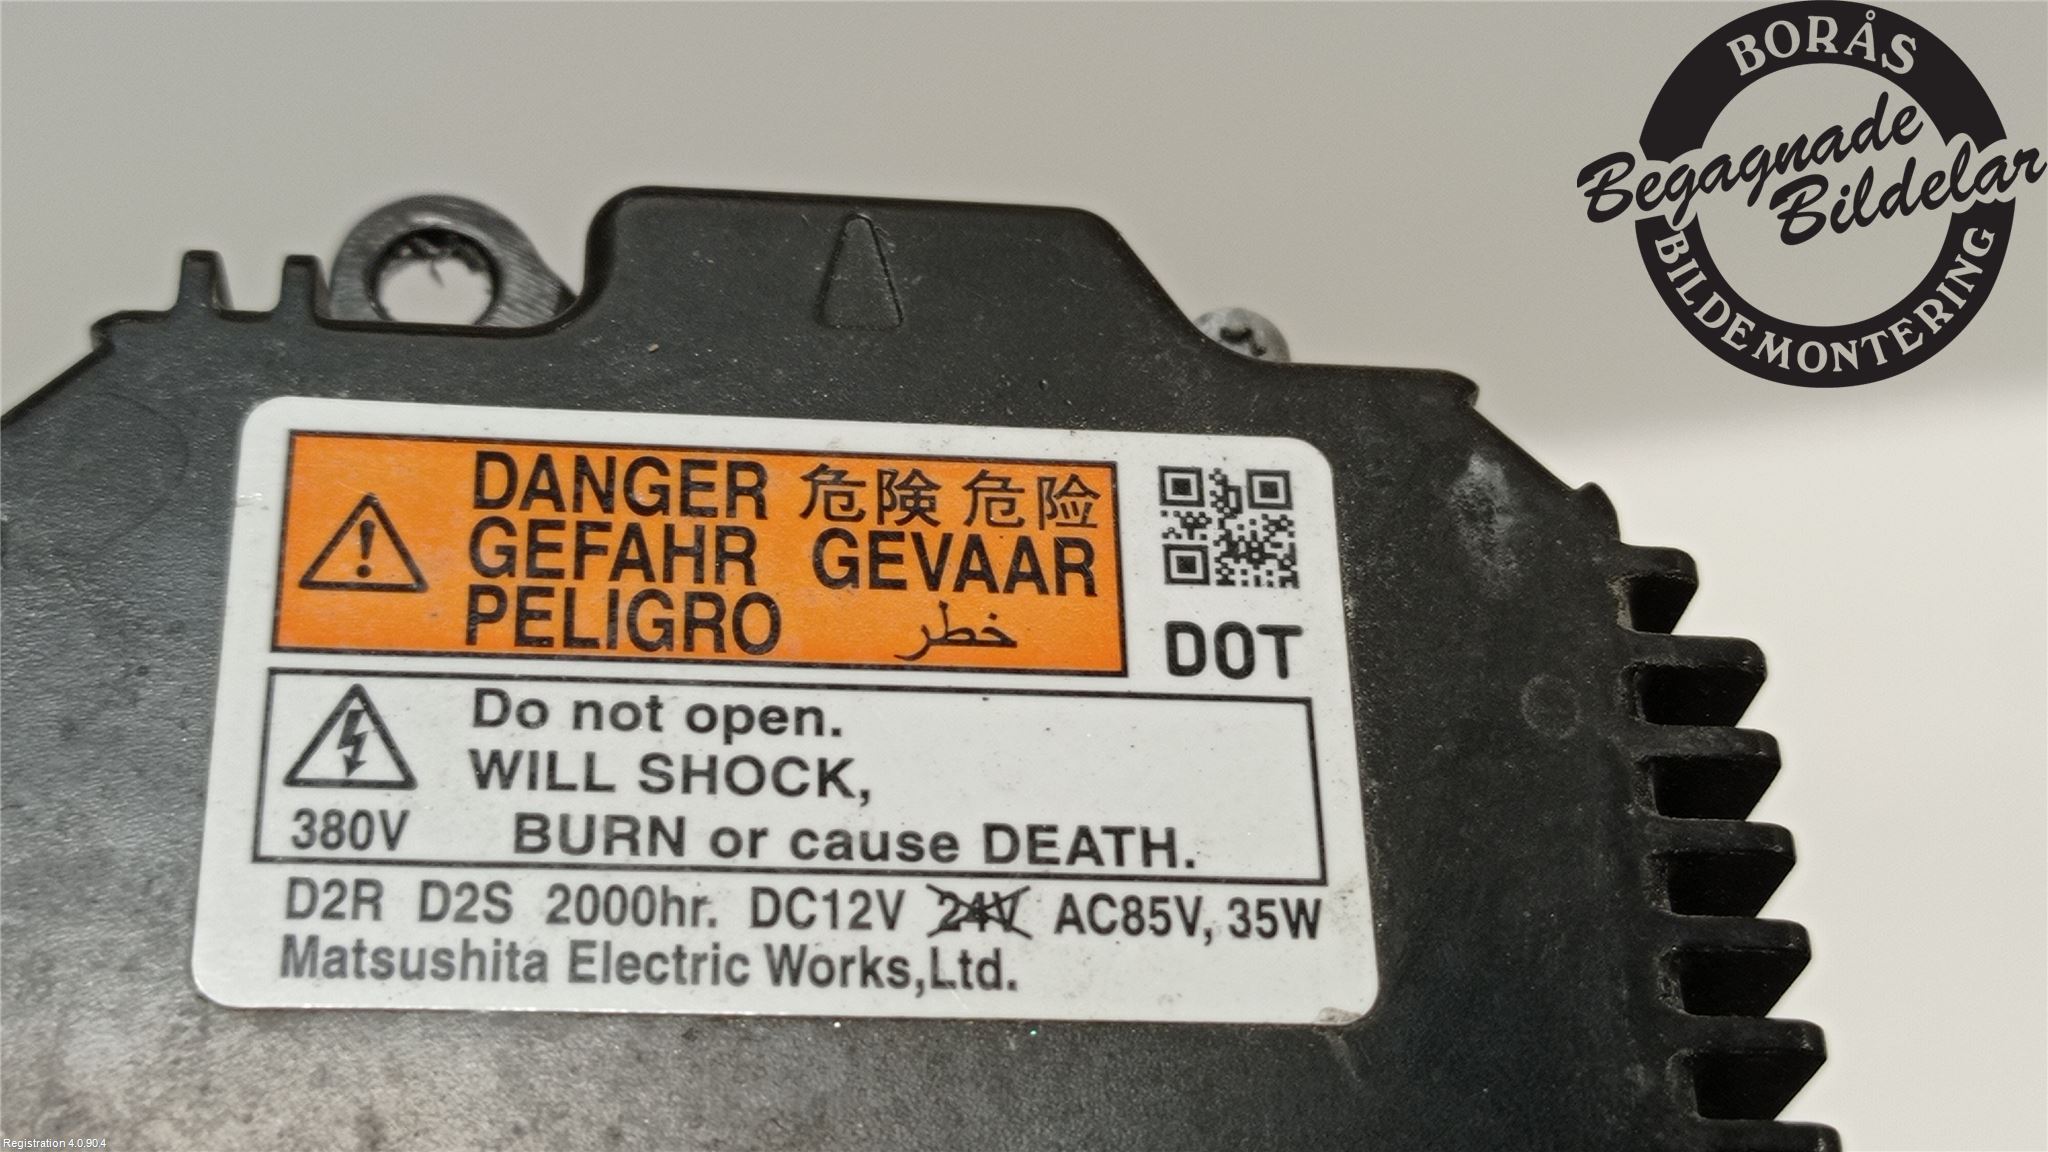 BORÅS
Begagnade
Bildelar
BILDEMONTERING
DANGER 危険 危险
GEFAHR GEVAAR
PELIGRO خطر
DOT
Do not open.
WILL SHOCK,
380V BURN or cause DEATH.
D2R D2S 2000hr. DC12V 24V AC85V, 35W
Matsushita Electric Works,Ltd.
Registration 4.0.90.4